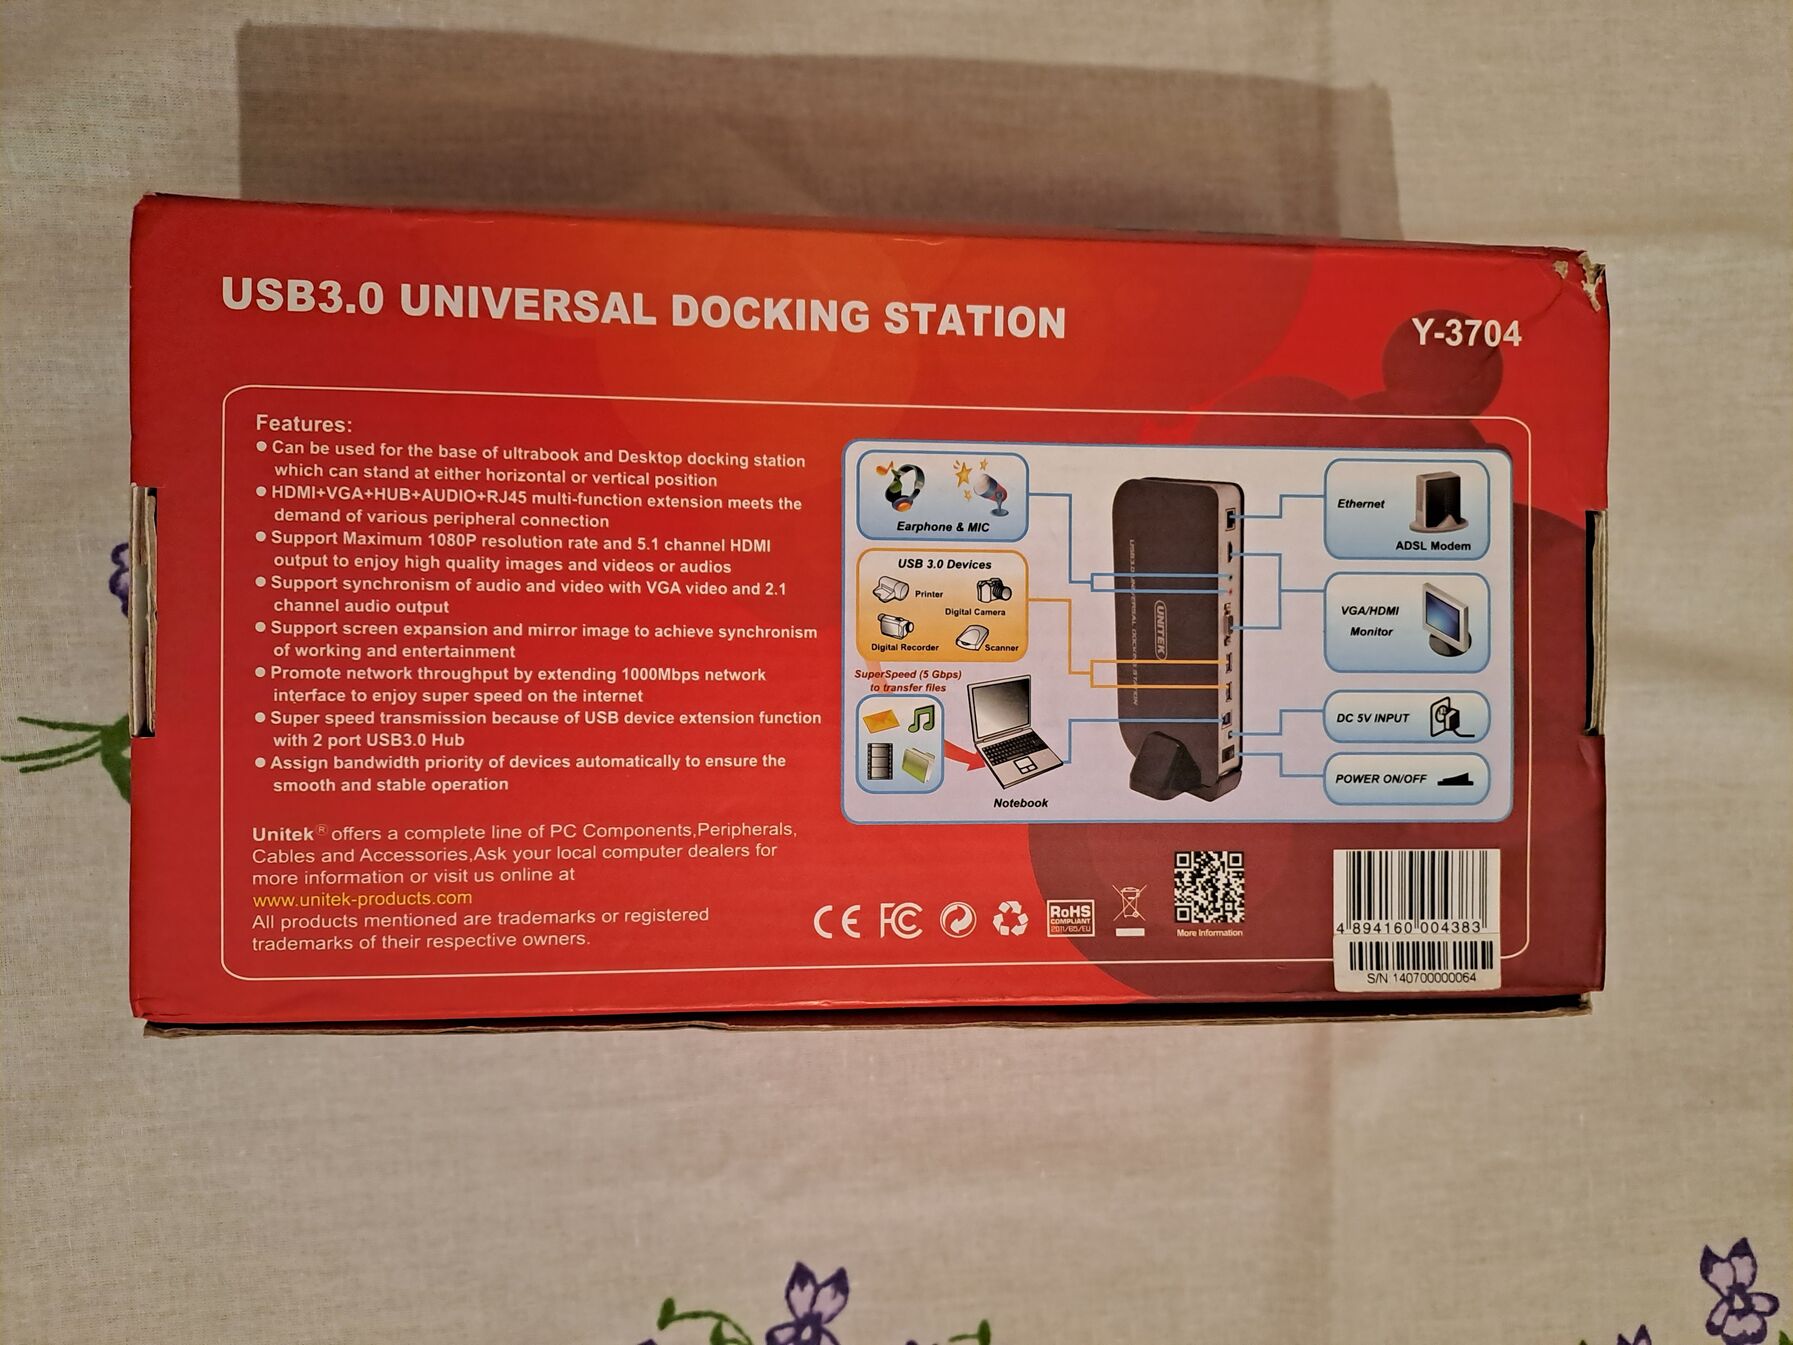 USB3.0 UNIVERSAL DOCKING STATION
Y-3704
Features:
● Can be used for the base of ultrabook and Desktop docking station
which can stand at either horizontal or vertical position
● HDMI+VGA+HUB+AUDIO+RJ45 multi-function extension meets the
demand of various peripheral connection
● Support Maximum 1080P resolution rate and 5.1 channel HDMI
output to enjoy high quality images and videos or audios
● Support synchronism of audio and video with VGA video and 2.1
channel audio output
● Support screen expansion and mirror image to achieve synchronism
of working and entertainment
● Promote network throughput by extending 1000Mbps network
interface to enjoy super speed on the internet
● Super speed transmission because of USB device extension function
with 2 port USB3.0 Hub
● Assign bandwidth priority of devices automatically to ensure the
smooth and stable operation
Unitek® offers a complete line of PC Components,Peripherals,
Cables and Accessories,Ask your local computer dealers for
more information or visit us online at
www.unitek-products.com
All products mentioned are trademarks or registered
trademarks of their respective owners.
Earphone & MIC
USB 3.0 Devices
Printer
Digital Camera
Digital Recorder
Scanner
SuperSpeed (5 Gbps)
to transfer files
Notebook
USB3.0 UNIVERSAL DOCKING STATION
UNITEK
Ethernet
ADSL Modem
VGA/HDMI
Monitor
DC 5V INPUT
POWER ON/OFF
CE FC
RoHS
COMPLIANT
2011/65/EU
More Information
4 894160 004383
S/N 140700000064